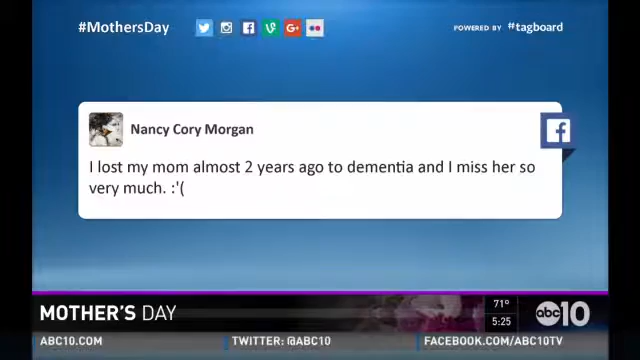 #MothersDay
POWERED BY #tagboard
Nancy Cory Morgan
I lost my mom almost 2 years ago to dementia and I miss her so
very much. :'(
MOTHER'S DAY
71°
5:25
abc10
ABC10.COM
TWITTER: @ABC10
FACEBOOK.COM/ABC10TV